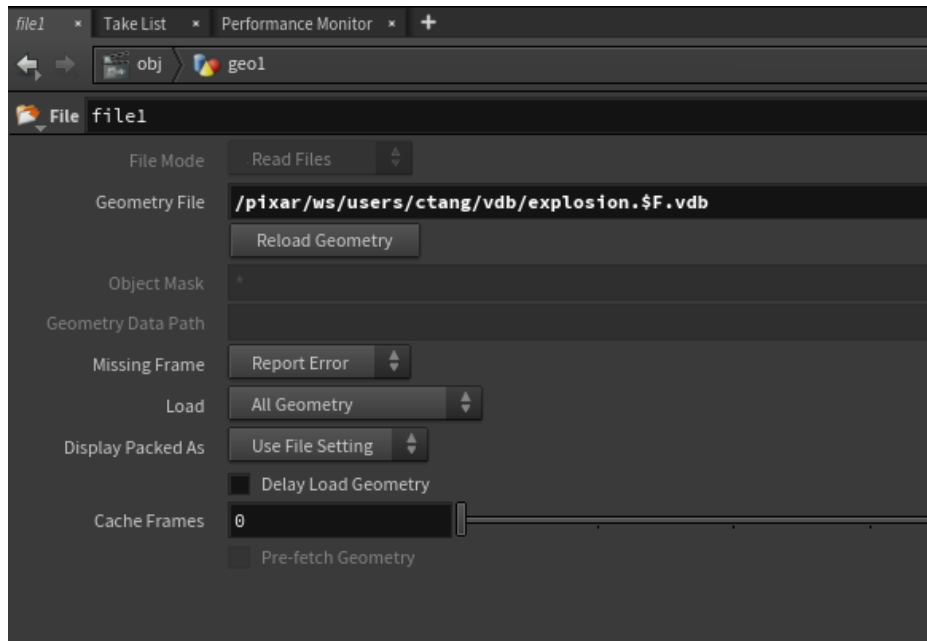 file1 × Take List × Performance Monitor × +
obj geo1
File file1
File Mode Read Files
Geometry File /pixar/ws/users/ctang/vdb/explosion.$F.vdb
Reload Geometry
Object Mask *
Geometry Data Path
Missing Frame Report Error
Load All Geometry
Display Packed As Use File Setting
Delay Load Geometry
Cache Frames 0
Pre-fetch Geometry